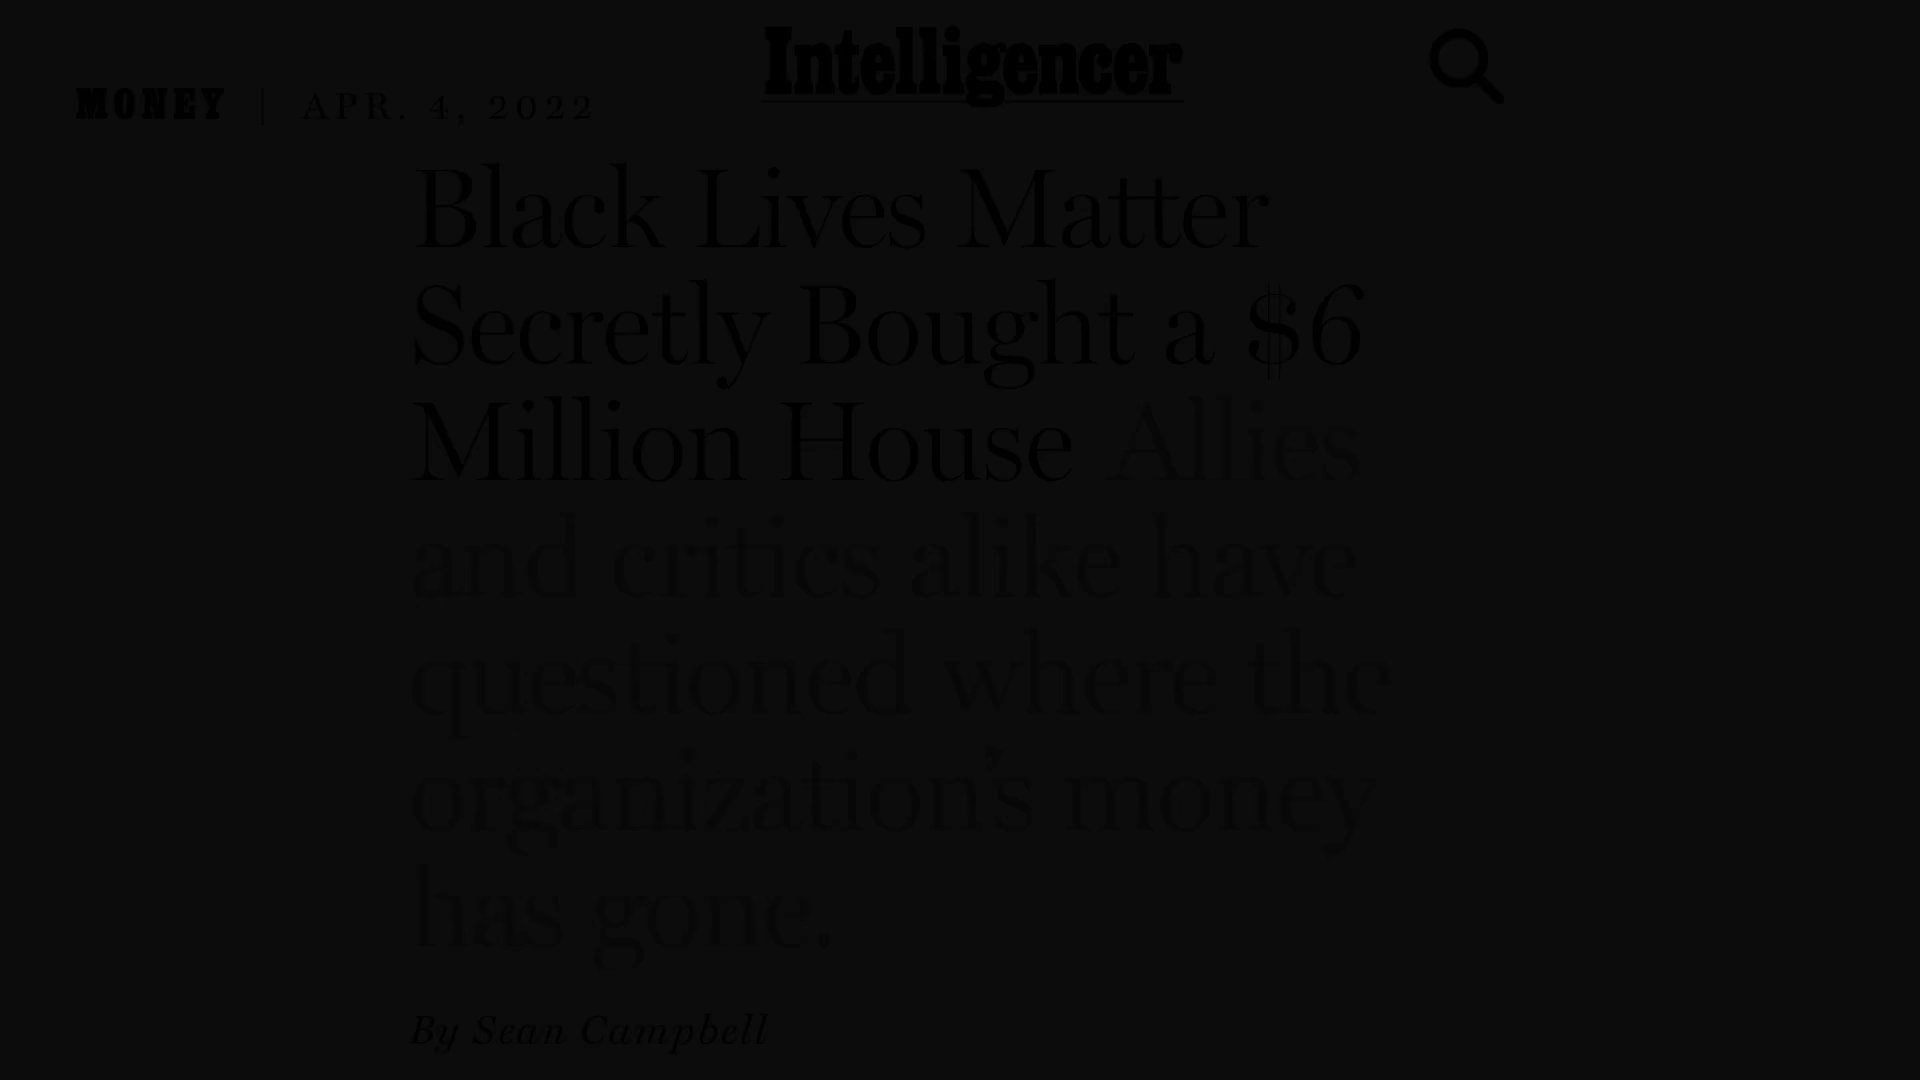 Intelligencer
MONEY | APR. 4, 2022
Black Lives Matter
Secretly Bought a $6
Million House Allies
and critics alike have
questioned where the
organization’s money
has gone.
By Sean Campbell